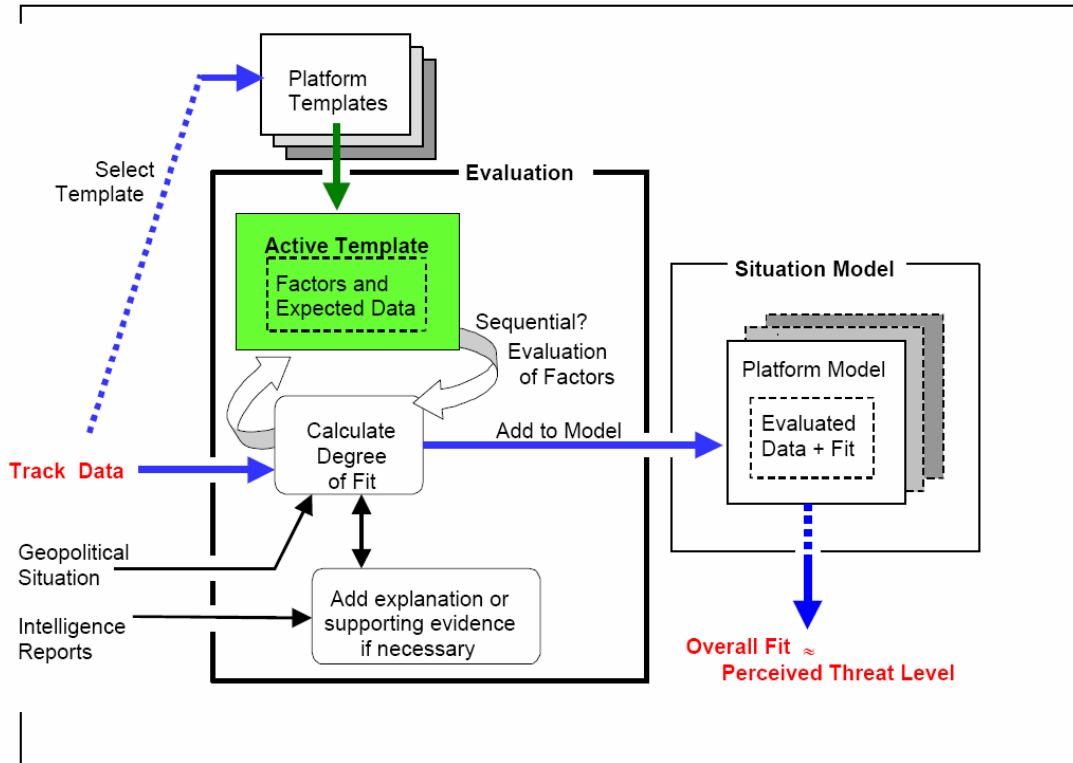 Platform
Templates
Select
Template
Evaluation
Active Template
Factors and
Expected Data
Sequential?
Evaluation
of Factors
Calculate
Degree
of Fit
Track Data
Geopolitical
Situation
Intelligence
Reports
Add explanation or
supporting evidence
if necessary
Add to Model
Situation Model
Platform Model
Evaluated
Data + Fit
Overall Fit ≈
Perceived Threat Level